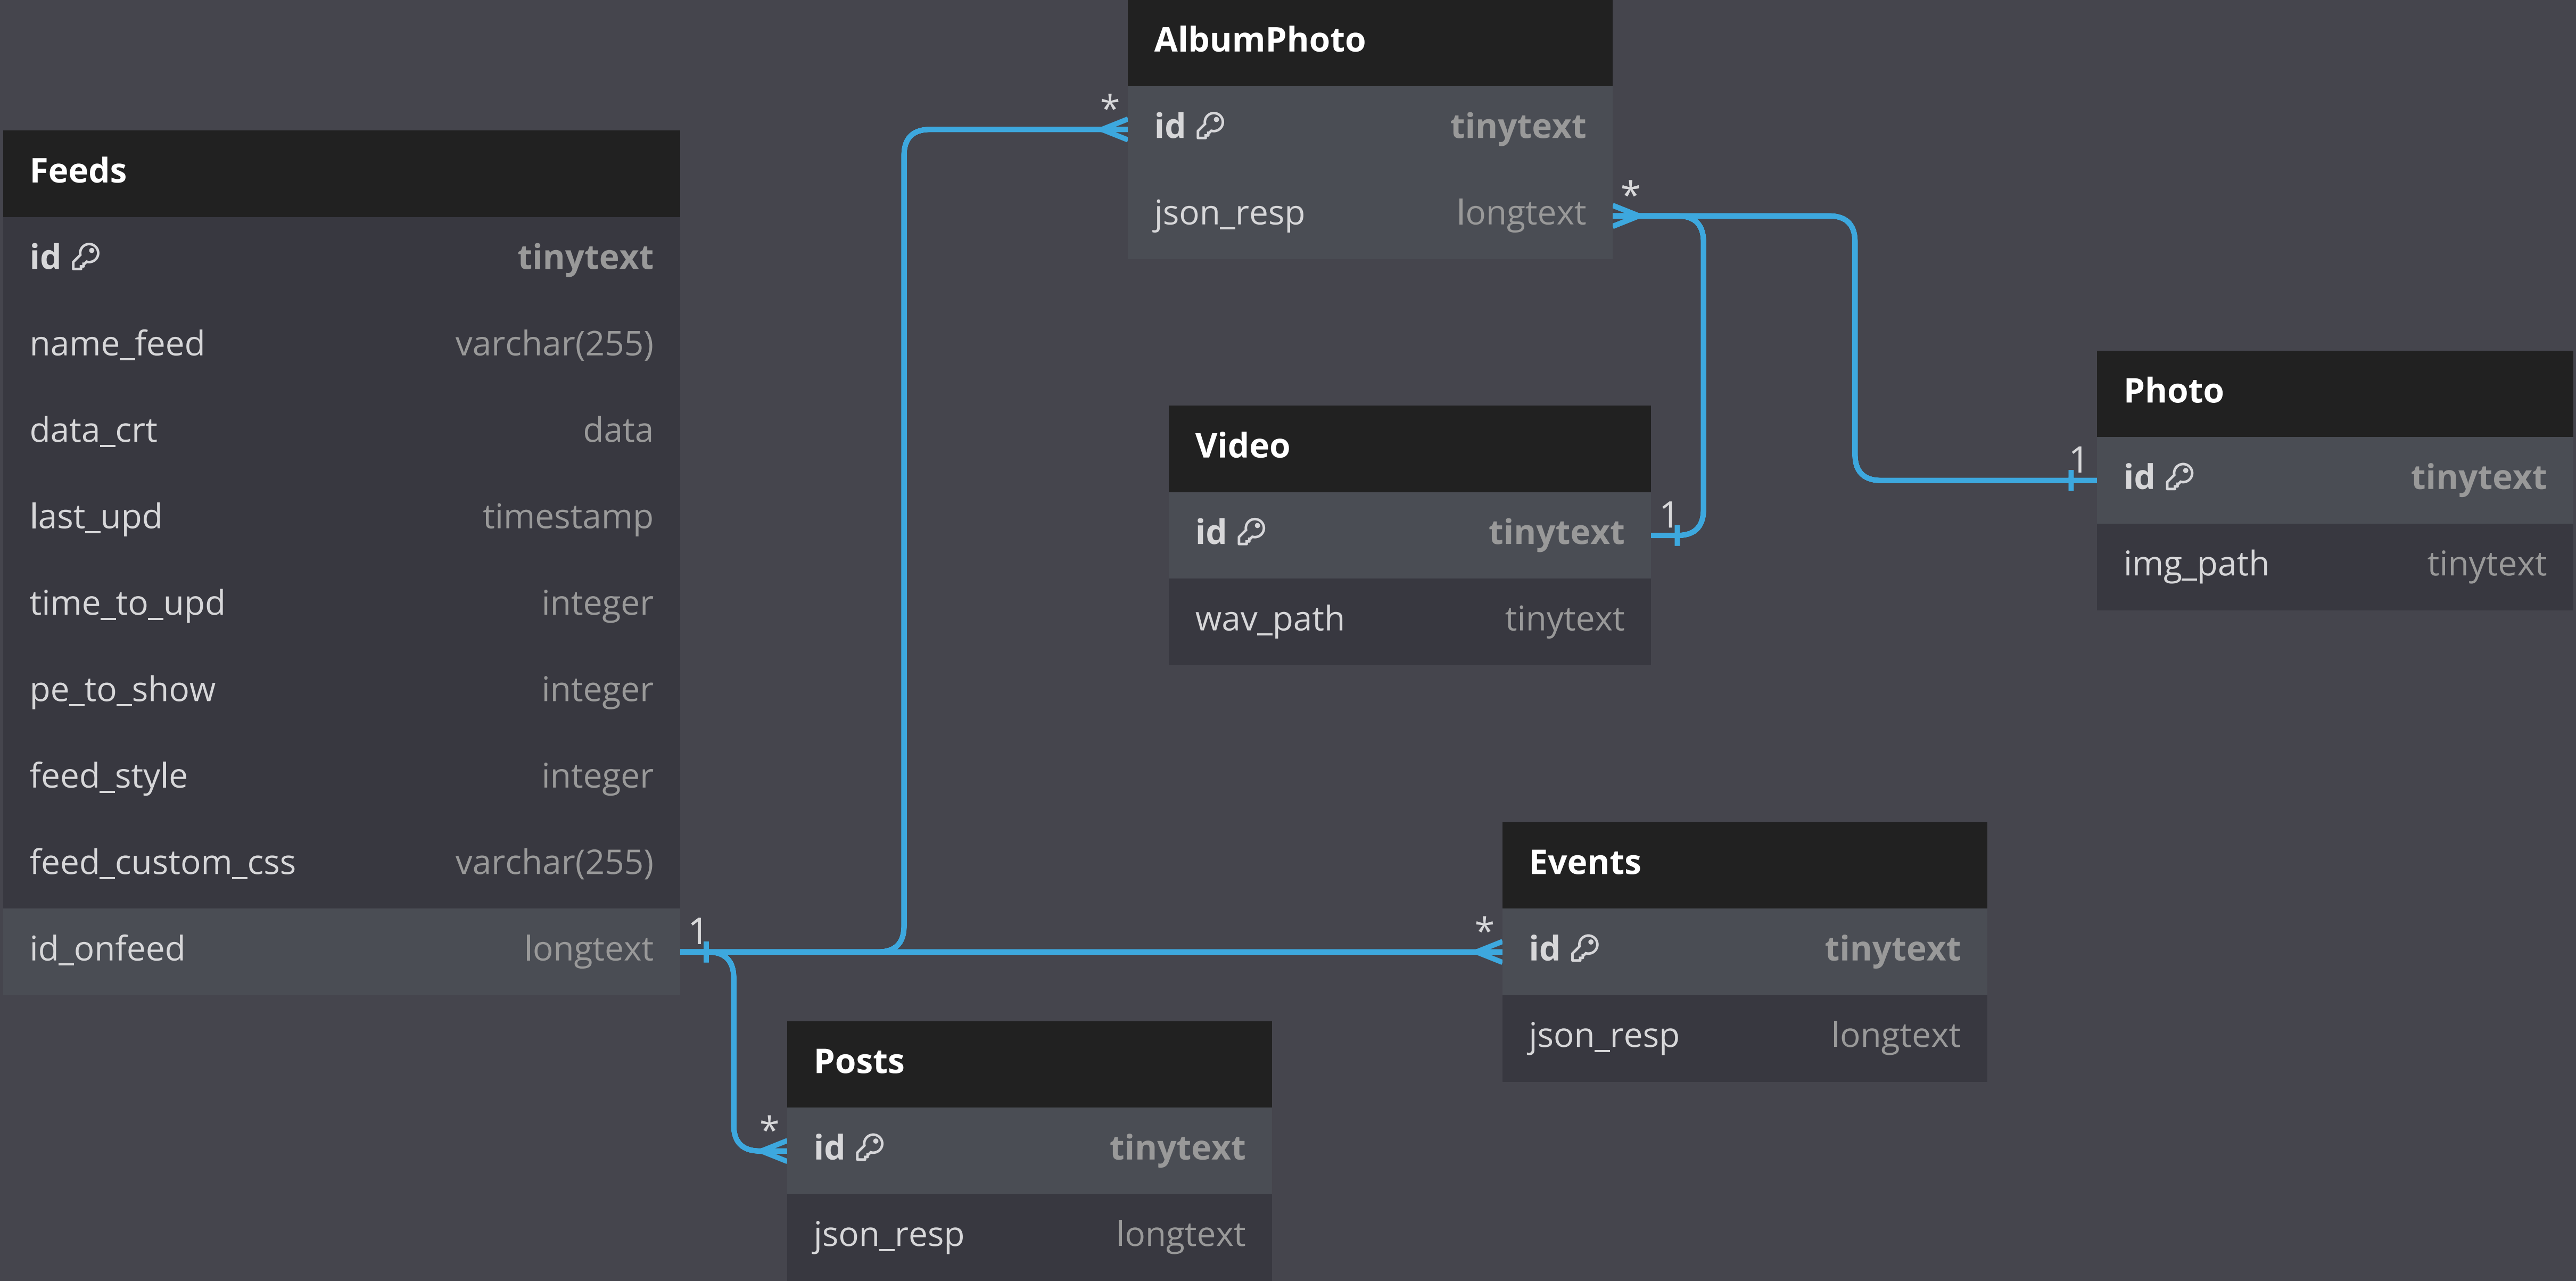 AlbumPhoto
id tinytext
json_resp longtext
Feeds
id tinytext
name_feed varchar(255)
data_crt data
last_upd timestamp
time_to_upd integer
pe_to_show integer
feed_style integer
feed_custom_css varchar(255)
id_onfeed longtext
Video
id tinytext
wav_path tinytext
Photo
id tinytext
img_path tinytext
Events
id tinytext
json_resp longtext
Posts
id tinytext
json_resp longtext
*
*
1
1
1
*
*